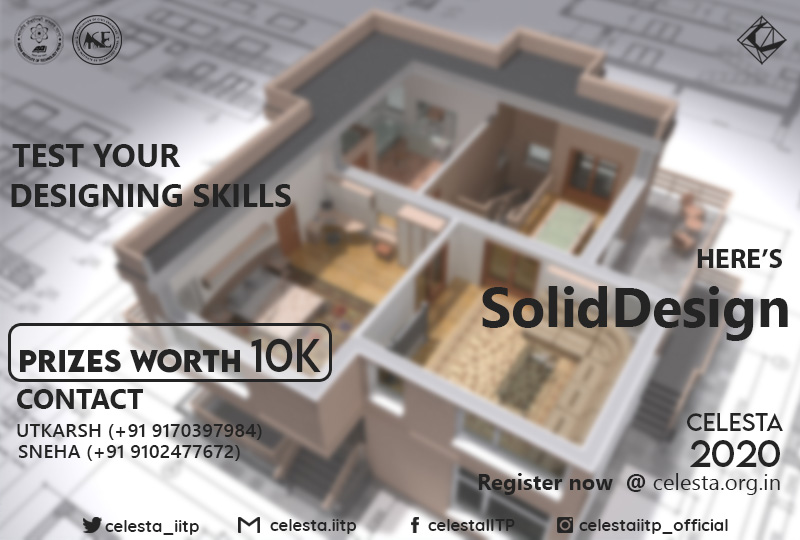 TEST YOUR
DESIGNING SKILLS
HERE'S
SolidDesign
PRIZES WORTH 10K
CONTACT
UTKARSH (+91 9170397984)
SNEHA (+91 9102477672)
CELESTA
2020
Register now @ celesta.org.in
celesta_iitp
celesta.iitp
celestaIITP
celestaiitp_official